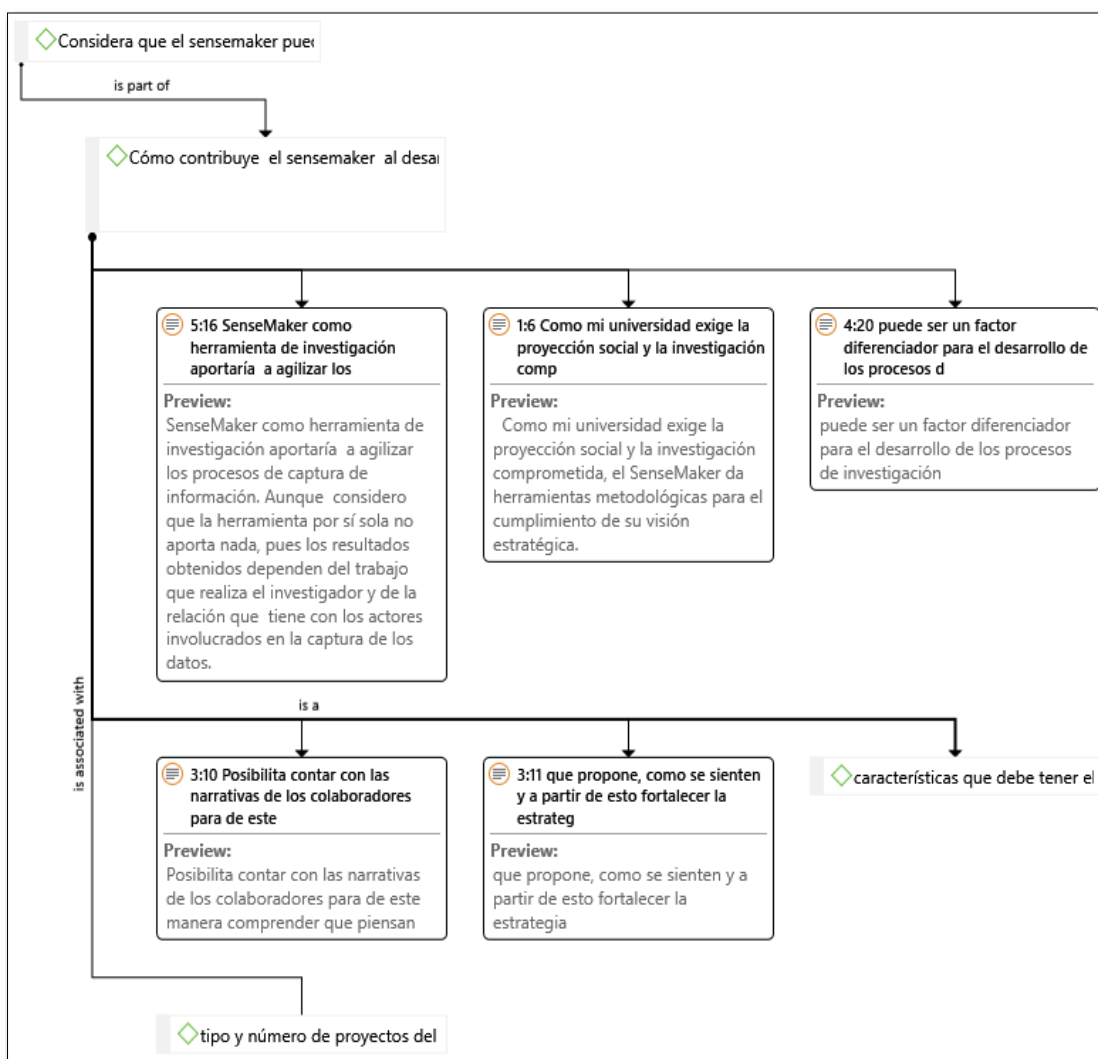 Considera que el sensemaker pue
is part of
Cómo contribuye el sensemaker al desa
5:16 SenseMaker como
herramienta de investigación
aportaría a agilizar los
Preview:
SenseMaker como herramienta de
investigación aportaría a agilizar
los procesos de captura de
información. Aunque considero
que la herramienta por sí sola no
aporta nada, pues los resultados
obtenidos dependen del trabajo
que realiza el investigador y de la
relación que tiene con los actores
involucrados en la captura de los
datos.
1:6 Como mi universidad exige la
proyección social y la investigación
comp
Preview:
Como mi universidad exige la
proyección social y la investigación
comprometida, el SenseMaker da
herramientas metodológicas para el
cumplimiento de su visión
estratégica.
4:20 puede ser un factor
diferenciador para el desarrollo de
los procesos d
Preview:
puede ser un factor diferenciador
para el desarrollo de los procesos
de investigación
is associated with
is a
3:10 Posibilita contar con las
narrativas de los colaboradores
para de este
Preview:
Posibilita contar con las narrativas
de los colaboradores para de este
manera comprender que piensan
3:11 que propone, como se sienten
y a partir de esto fortalecer la
estrateg
Preview:
que propone, como se sienten y a
partir de esto fortalecer la
estrategia
características que debe tener el
tipo y número de proyectos del